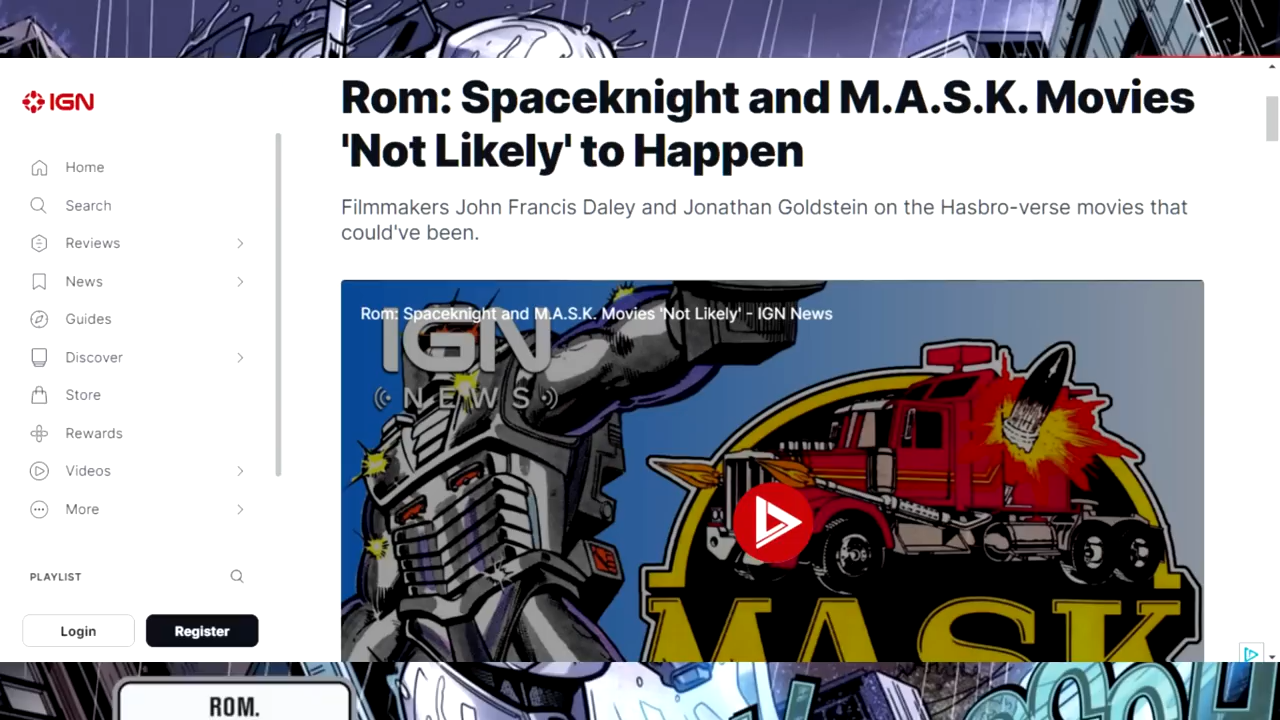 IGN
Home
Search
Reviews
News
Guides
Discover
Store
Rewards
Videos
More
PLAYLIST
Login
Register
Rom: Spaceknight and M.A.S.K. Movies
'Not Likely' to Happen
Filmmakers John Francis Daley and Jonathan Goldstein on the Hasbro-verse movies that
could've been.
Rom: Spaceknight and M.A.S.K. Movies 'Not Likely' - IGN News
IGN
NEWS
MASK
ROM.